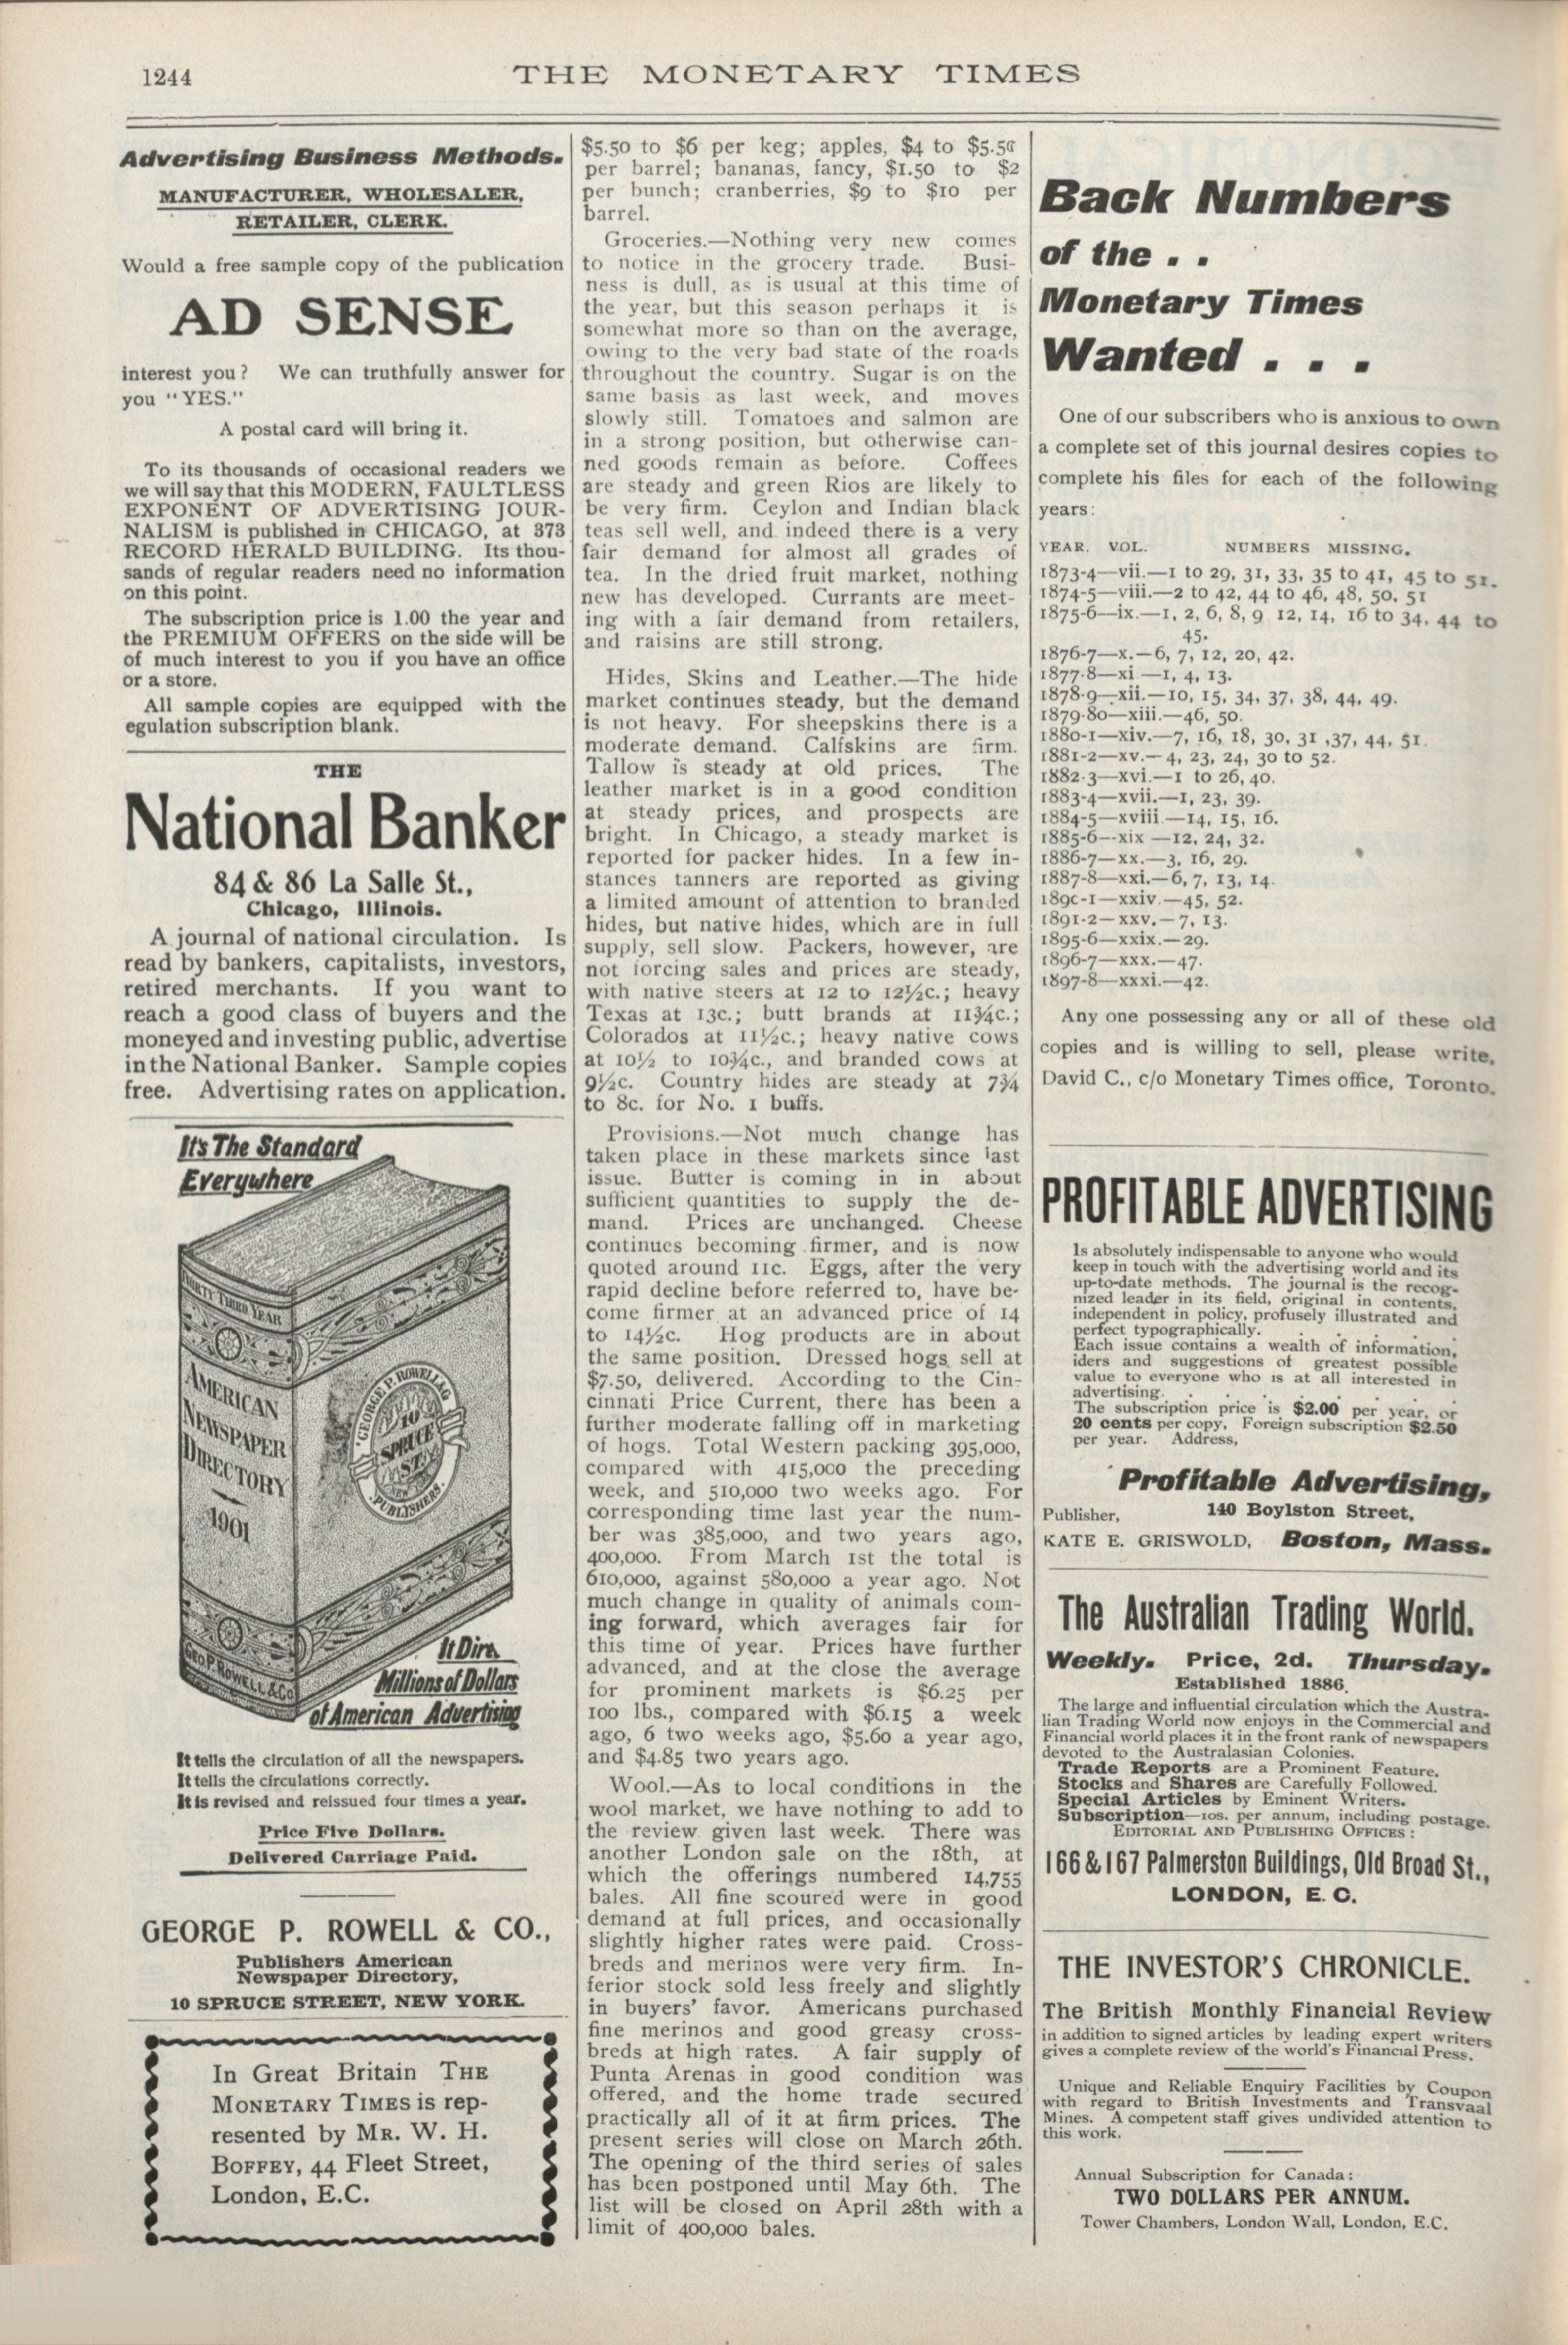 1244
THE MONETARY TIMES
Advertising Business Methods.
MANUFACTURER, WHOLESALER,
RETAILER, CLERK.
Would a free sample copy of the publication
AD SENSE
interest you? We can truthfully answer for
you "YES."
A postal card will bring it.
To its thousands of occasional readers we
we will say that this MODERN, FAULTLESS
EXPONENT OF ADVERTISING JOUR-
NALISM is published in CHICAGO, at 373
RECORD HERALD BUILDING. Its thou-
sands of regular readers need no information
on this point.
The subscription price is 1.00 the year and
the PREMIUM OFFERS on the side will be
of much interest to you if you have an office
or a store.
All sample copies are equipped with the
egulation subscription blank.
THE
National Banker
84 & 86 La Salle St.,
Chicago, Illinois.
A journal of national circulation. Is
read by bankers, capitalists, investors,
retired merchants. If you want to
reach a good class of buyers and the
moneyed and investing public, advertise
in the National Banker. Sample copies
free. Advertising rates on application.
It's The Standard
Everywhere
THIRTY THIRD YEAR
AMERICAN
NEWSPAPER
DIRECTORY
1901
GEORGE P. ROWELL & CO
10
SPRUCE
ST.
NEW YORK
PUBLISHERS.
GEO. P. ROWELL & Co
It Dire
Millions of Dollars
of American Advertising
It tells the circulation of all the newspapers.
It tells the circulations correctly.
It is revised and reissued four times a year.
Price Five Dollars.
Delivered Carriage Paid.
GEORGE P. ROWELL & CO.,
Publishers American
Newspaper Directory,
10 SPRUCE STREET, NEW YORK.
In Great Britain THE
MONETARY TIMES is rep-
resented by MR. W. H.
BOFFEY, 44 Fleet Street,
London, E.C.
$5.50 to $6 per keg; apples, $4 to $5.50
per barrel; bananas, fancy, $1.50 to $2
per bunch; cranberries, $9 to $10 per
barrel.
Groceries.—Nothing very new comes
to notice in the grocery trade. Busi-
ness is dull, as is usual at this time of
the year, but this season perhaps it is
somewhat more so than on the average,
owing to the very bad state of the roads
throughout the country. Sugar is on the
same basis as last week, and moves
slowly still. Tomatoes and salmon are
in a strong position, but otherwise can-
ned goods remain as before. Coffees
are steady and green Rios are likely to
be very firm. Ceylon and Indian black
teas sell well, and indeed there is a very
fair demand for almost all grades of
tea. In the dried fruit market, nothing
new has developed. Currants are meet-
ing with a fair demand from retailers,
and raisins are still strong.
Hides, Skins and Leather.—The hide
market continues steady, but the demand
is not heavy. For sheepskins there is a
moderate demand. Calfskins are firm.
Tallow is steady at old prices. The
leather market is in a good condition
at steady prices, and prospects are
bright. In Chicago, a steady market is
reported for packer hides. In a few in-
stances tanners are reported as giving
a limited amount of attention to branded
hides, but native hides, which are in full
supply, sell slow. Packers, however, are
not forcing sales and prices are steady,
with native steers at 12 to 12½c.; heavy
Texas at 13c.; butt brands at 11¾c.;
Colorados at 11½c.; heavy native cows
at 10½ to 10¾c., and branded cows at
9½c. Country hides are steady at 7¾
to 8c. for No. 1 buffs.
Provisions.—Not much change has
taken place in these markets since last
issue. Butter is coming in in about
sufficient quantities to supply the de-
mand. Prices are unchanged. Cheese
continues becoming firmer, and is now
quoted around 11c. Eggs, after the very
rapid decline before referred to, have be-
come firmer at an advanced price of 14
to 14½c. Hog products are in about
the same position. Dressed hogs sell at
$7.50, delivered. According to the Cin-
cinnati Price Current, there has been a
further moderate falling off in marketing
of hogs. Total Western packing 395,000,
compared with 415,000 the preceding
week, and 510,000 two weeks ago. For
corresponding time last year the num-
ber was 385,000, and two years ago,
400,000. From March 1st the total is
610,000, against 580,000 a year ago. Not
much change in quality of animals com-
ing forward, which averages fair for
this time of year. Prices have further
advanced, and at the close the average
for prominent markets is $6.25 per
100 lbs., compared with $6.15 a week
ago, 6 two weeks ago, $5.60 a year ago,
and $4.85 two years ago.
Wool.—As to local conditions in the
wool market, we have nothing to add to
the review given last week. There was
another London sale on the 18th, at
which the offerings numbered 14,755
bales. All fine scoured were in good
demand at full prices, and occasionally
slightly higher rates were paid. Cross-
breds and merinos were very firm. In-
ferior stock sold less freely and slightly
in buyers' favor. Americans purchased
fine merinos and good greasy cross-
breds at high rates. A fair supply of
Punta Arenas in good condition was
offered, and the home trade secured
practically all of it at firm prices. The
present series will close on March 26th.
The opening of the third series of sales
has been postponed until May 6th. The
list will be closed on April 28th with a
limit of 400,000 bales.
Back Numbers
of the . .
Monetary Times
Wanted . . .
One of our subscribers who is anxious to own
a complete set of this journal desires copies to
complete his files for each of the following
years:
YEAR. VOL. NUMBERS MISSING.
1873-4—vii.—1 to 29, 31, 33, 35 to 41, 45 to 51.
1874-5—viii.—2 to 42, 44 to 46, 48, 50, 51
1875-6—ix.—1, 2, 6, 8, 9 12, 14, 16 to 34, 44 to
45.
1876-7—x.—6, 7, 12, 20, 42.
1877-8—xi —1, 4, 13.
1878-9—xii.—10, 15, 34, 37, 38, 44, 49.
1879-80—xiii.—46, 50.
1880-1—xiv.—7, 16, 18, 30, 31 ,37, 44, 51.
1881-2—xv.—4, 23, 24, 30 to 52.
1882-3—xvi.—1 to 26, 40.
1883-4—xvii.—1, 23, 39.
1884-5—xviii.—14, 15, 16.
1885-6--xix —12, 24, 32.
1886-7—xx.—3, 16, 29.
1887-8—xxi.—6, 7, 13, 14.
1890-1—xxiv.—45, 52.
1891-2—xxv.—7, 13.
1895-6—xxix.—29.
1896-7—xxx.—47.
1897-8—xxxi.—42.
Any one possessing any or all of these old
copies and is willing to sell, please write,
David C., c/o Monetary Times office, Toronto.
PROFITABLE ADVERTISING
Is absolutely indispensable to anyone who would
keep in touch with the advertising world and its
up-to-date methods. The journal is the recog-
nized leader in its field, original in contents,
independent in policy, profusely illustrated and
perfect typographically. . . . . .
Each issue contains a wealth of information,
iders and suggestions of greatest possible
value to everyone who is at all interested in
advertising. . . . . . . .
The subscription price is $2.00 per year, or
20 cents per copy. Foreign subscription $2.50
per year. Address,
Profitable Advertising,
Publisher, 140 Boylston Street,
KATE E. GRISWOLD, Boston, Mass.
The Australian Trading World.
Weekly. Price, 2d. Thursday.
Established 1886.
The large and influential circulation which the Austra-
lian Trading World now enjoys in the Commercial and
Financial world places it in the front rank of newspapers
devoted to the Australasian Colonies.
Trade Reports are a Prominent Feature.
Stocks and Shares are Carefully Followed.
Special Articles by Eminent Writers.
Subscription—10s. per annum, including postage.
EDITORIAL AND PUBLISHING OFFICES:
166 & 167 Palmerston Buildings, Old Broad St.,
LONDON, E. C.
THE INVESTOR'S CHRONICLE.
The British Monthly Financial Review
in addition to signed articles by leading expert writers
gives a complete review of the world's Financial Press.
Unique and Reliable Enquiry Facilities by Coupon
with regard to British Investments and Transvaal
Mines. A competent staff gives undivided attention to
this work.
Annual Subscription for Canada:
TWO DOLLARS PER ANNUM.
Tower Chambers, London Wall, London, E.C.